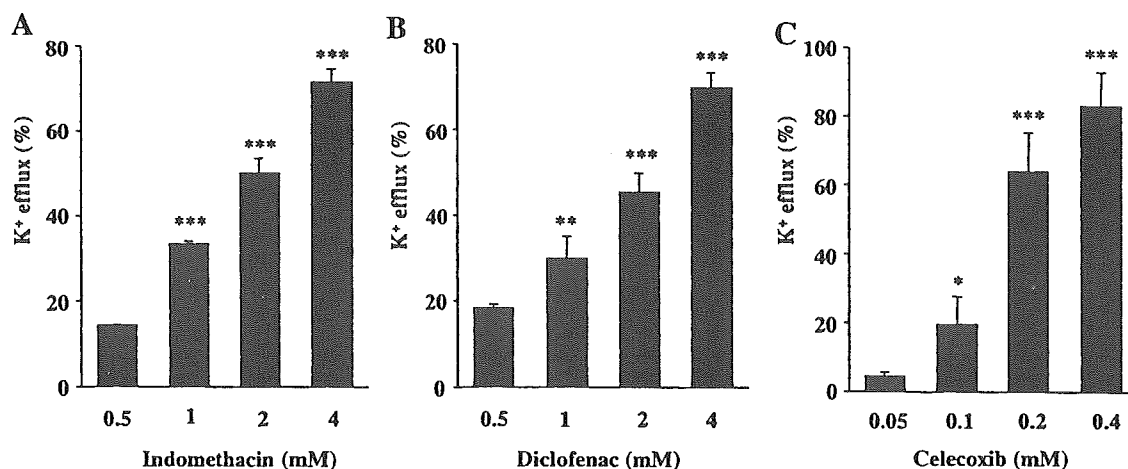 A
K⁺ efflux (%)
80
60
40
20
0
***
***
***
0.5 1 2 4
Indomethacin (mM)
B
K⁺ efflux (%)
80
60
40
20
0
**
***
***
0.5 1 2 4
Diclofenac (mM)
C
K⁺ efflux (%)
100
80
60
40
20
0
*
***
***
0.05 0.1 0.2 0.4
Celecoxib (mM)